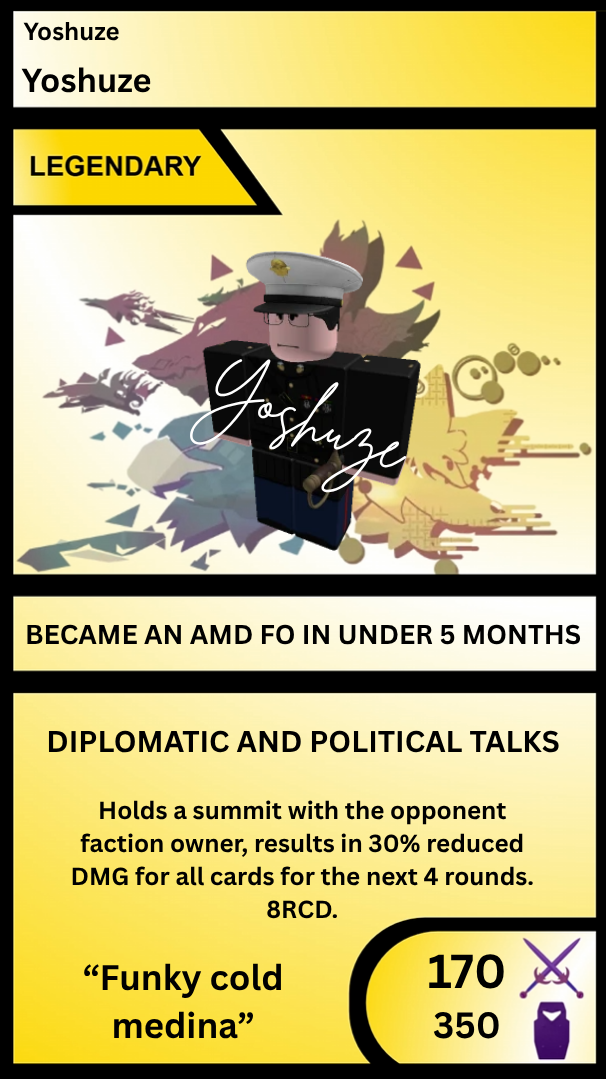 Yoshuze
Yoshuze
LEGENDARY
Yoshuze
BECAME AN AMD FO IN UNDER 5 MONTHS
DIPLOMATIC AND POLITICAL TALKS
Holds a summit with the opponent
faction owner, results in 30% reduced
DMG for all cards for the next 4 rounds.
8RCD.
“Funky cold
medina”
170
350